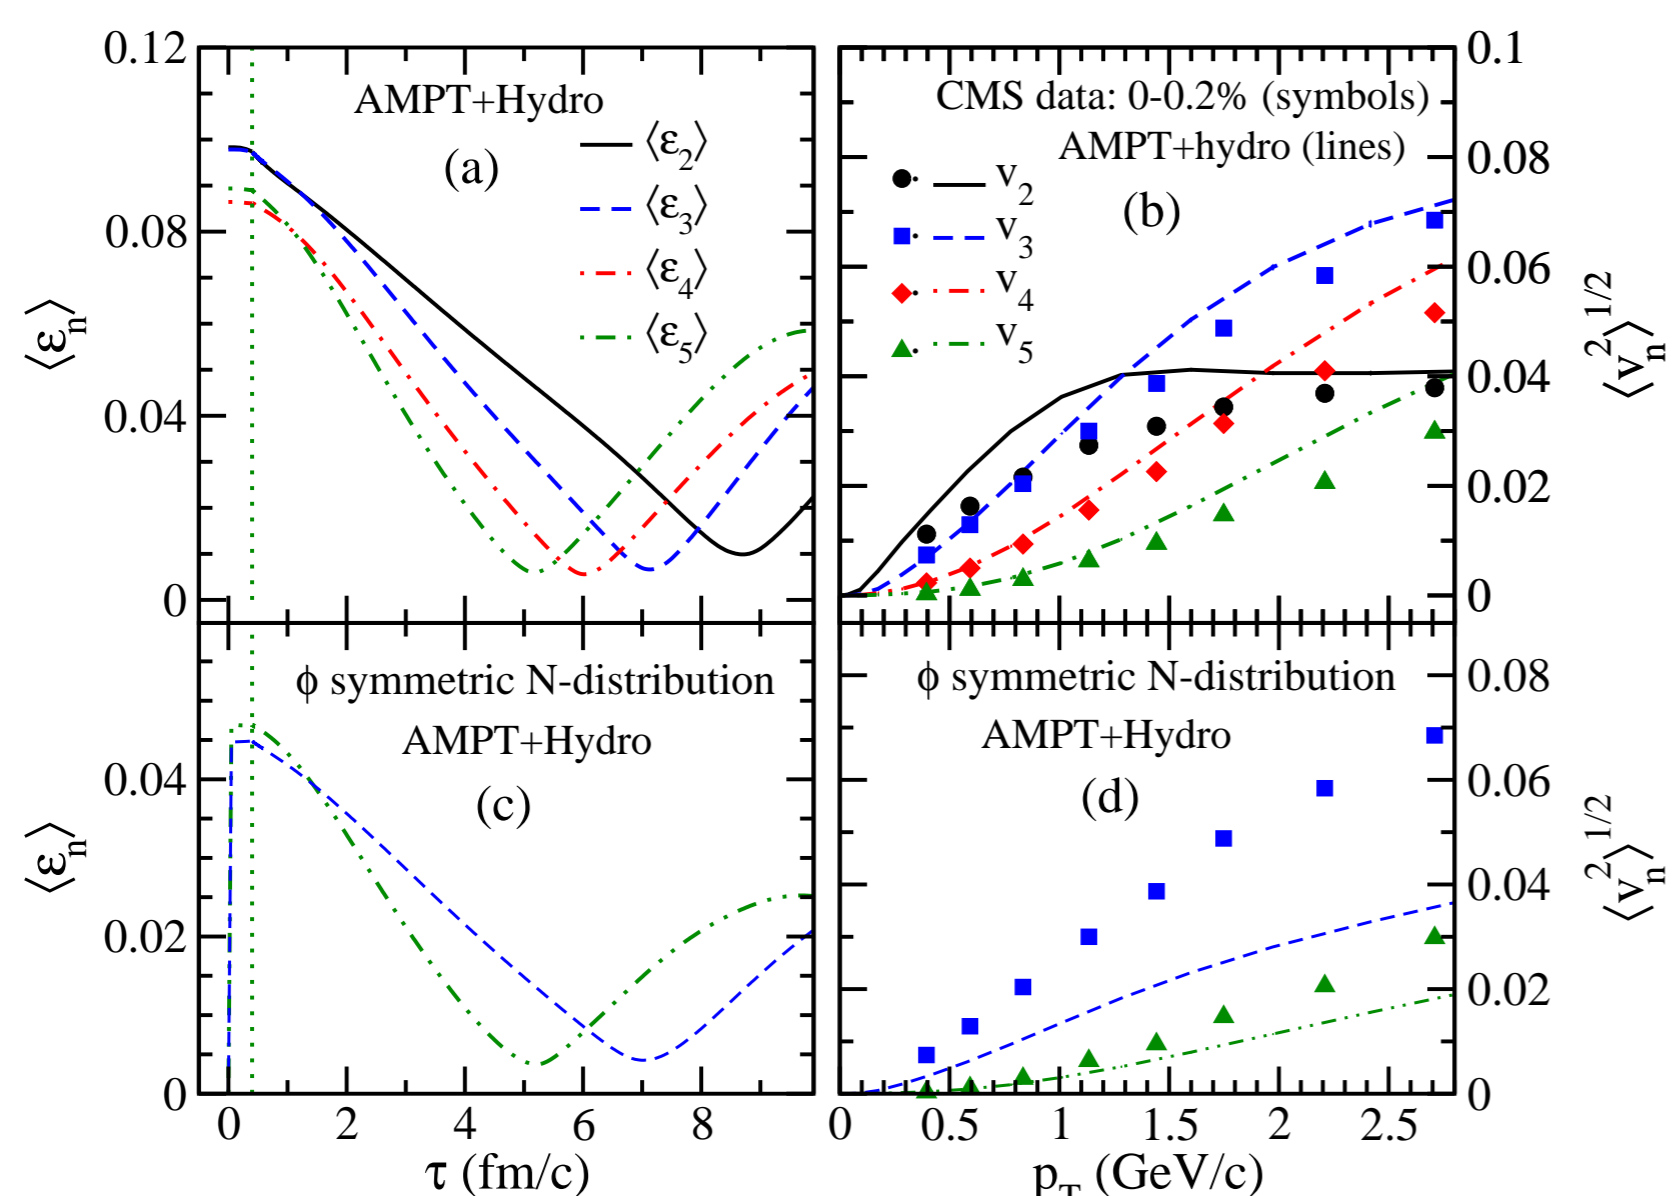 0.12
0.08
0.04
0
⟨εn⟩
AMPT+Hydro
(a)
⟨ε2⟩
⟨ε3⟩
⟨ε4⟩
⟨ε5⟩
CMS data: 0-0.2% (symbols)
AMPT+hydro (lines)
(b)
v2
v3
v4
v5
0.1
0.08
0.06
0.04
0.02
0
⟨vn^2⟩^1/2
ϕ symmetric N-distribution
AMPT+Hydro
(c)
0.04
0.02
0
⟨εn⟩
0 2 4 6 8
τ (fm/c)
ϕ symmetric N-distribution
AMPT+Hydro
(d)
0.08
0.06
0.04
0.02
0
⟨vn^2⟩^1/2
0 0.5 1 1.5 2 2.5
pT (GeV/c)